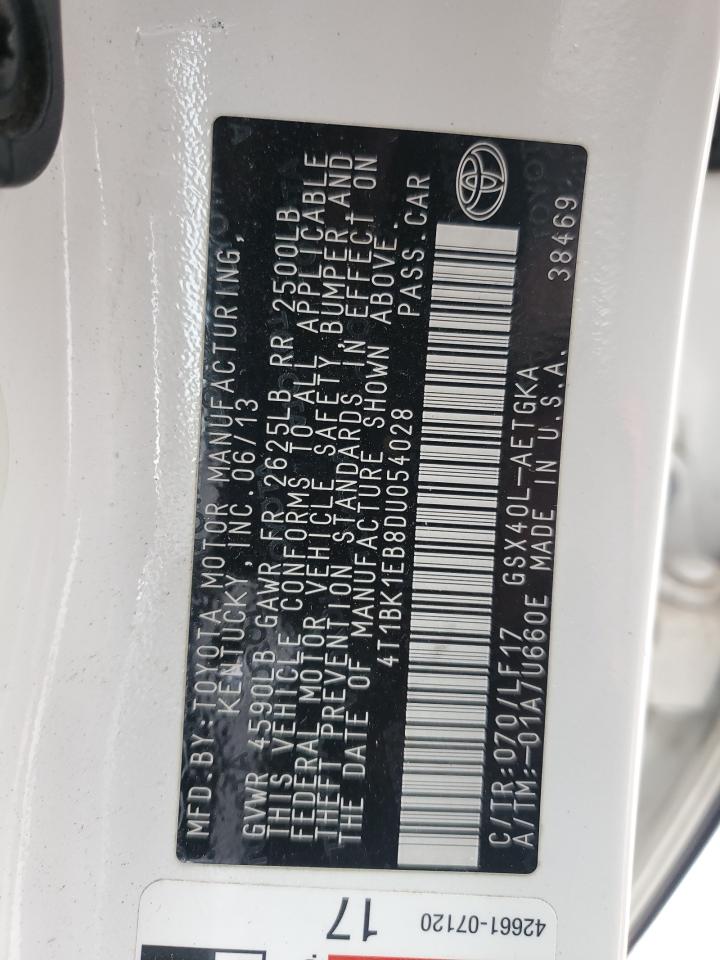 MFD.BY:TOYOTA MOTOR MANUFACTURING,
KENTUCKY, INC. 06/13
GVWR 4590LB GAWR FR 2625LB RR 2500LB
THIS VEHICLE CONFORMS TO ALL APPLICABLE
FEDERAL MOTOR VEHICLE SAFETY, BUMPER, AND
THEFT PREVENTION STANDARDS IN EFFECT ON
THE DATE OF MANUFACTURE SHOWN ABOVE.
4T1BK1EB8DU054028 PASS.CAR
C/TR:070/LF17 GSX40L-AETGKA
A/TM:-01A/U660E MADE IN U.S.A. 38469
17
42661-07120